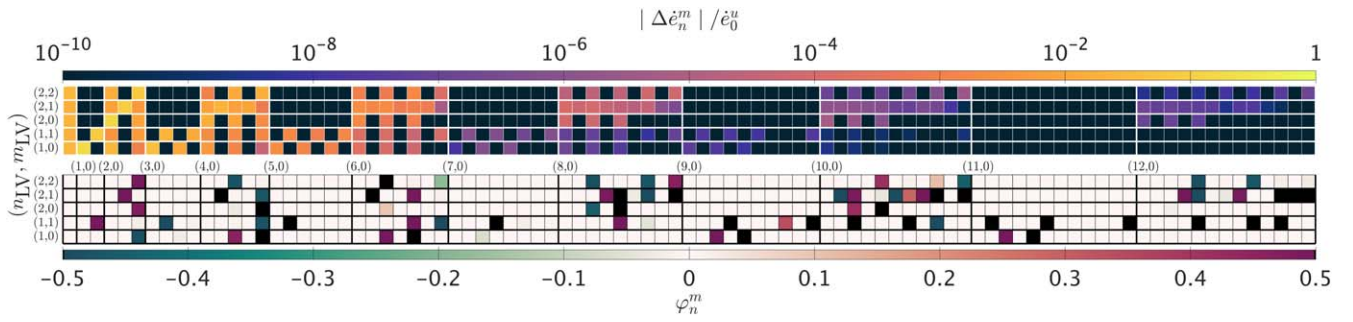 | Δė_n^m | /ė_0^u
10^-10 10^-8 10^-6 10^-4 10^-2 1
(2,2)
(2,1)
(2,0)
(1,1)
(1,0)
(n_LV, m_LV)
(1,0) (2,0) (3,0) (4,0) (5,0) (6,0) (7,0) (8,0) (9,0) (10,0) (11,0) (12,0)
(2,2)
(2,1)
(2,0)
(1,1)
(1,0)
-0.5 -0.4 -0.3 -0.2 -0.1 0 0.1 0.2 0.3 0.4 0.5
φ_n^m